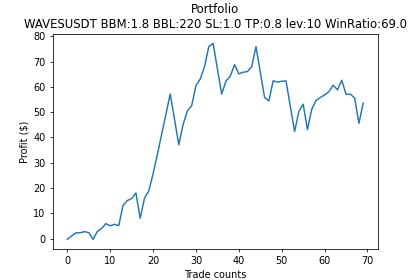 Portfolio
WAVESUSDT BBM:1.8 BBL:220 SL:1.0 TP:0.8 lev:10 WinRatio:69.0
Profit ($)
80
70
60
50
40
30
20
10
0
0 10 20 30 40 50 60 70
Trade counts